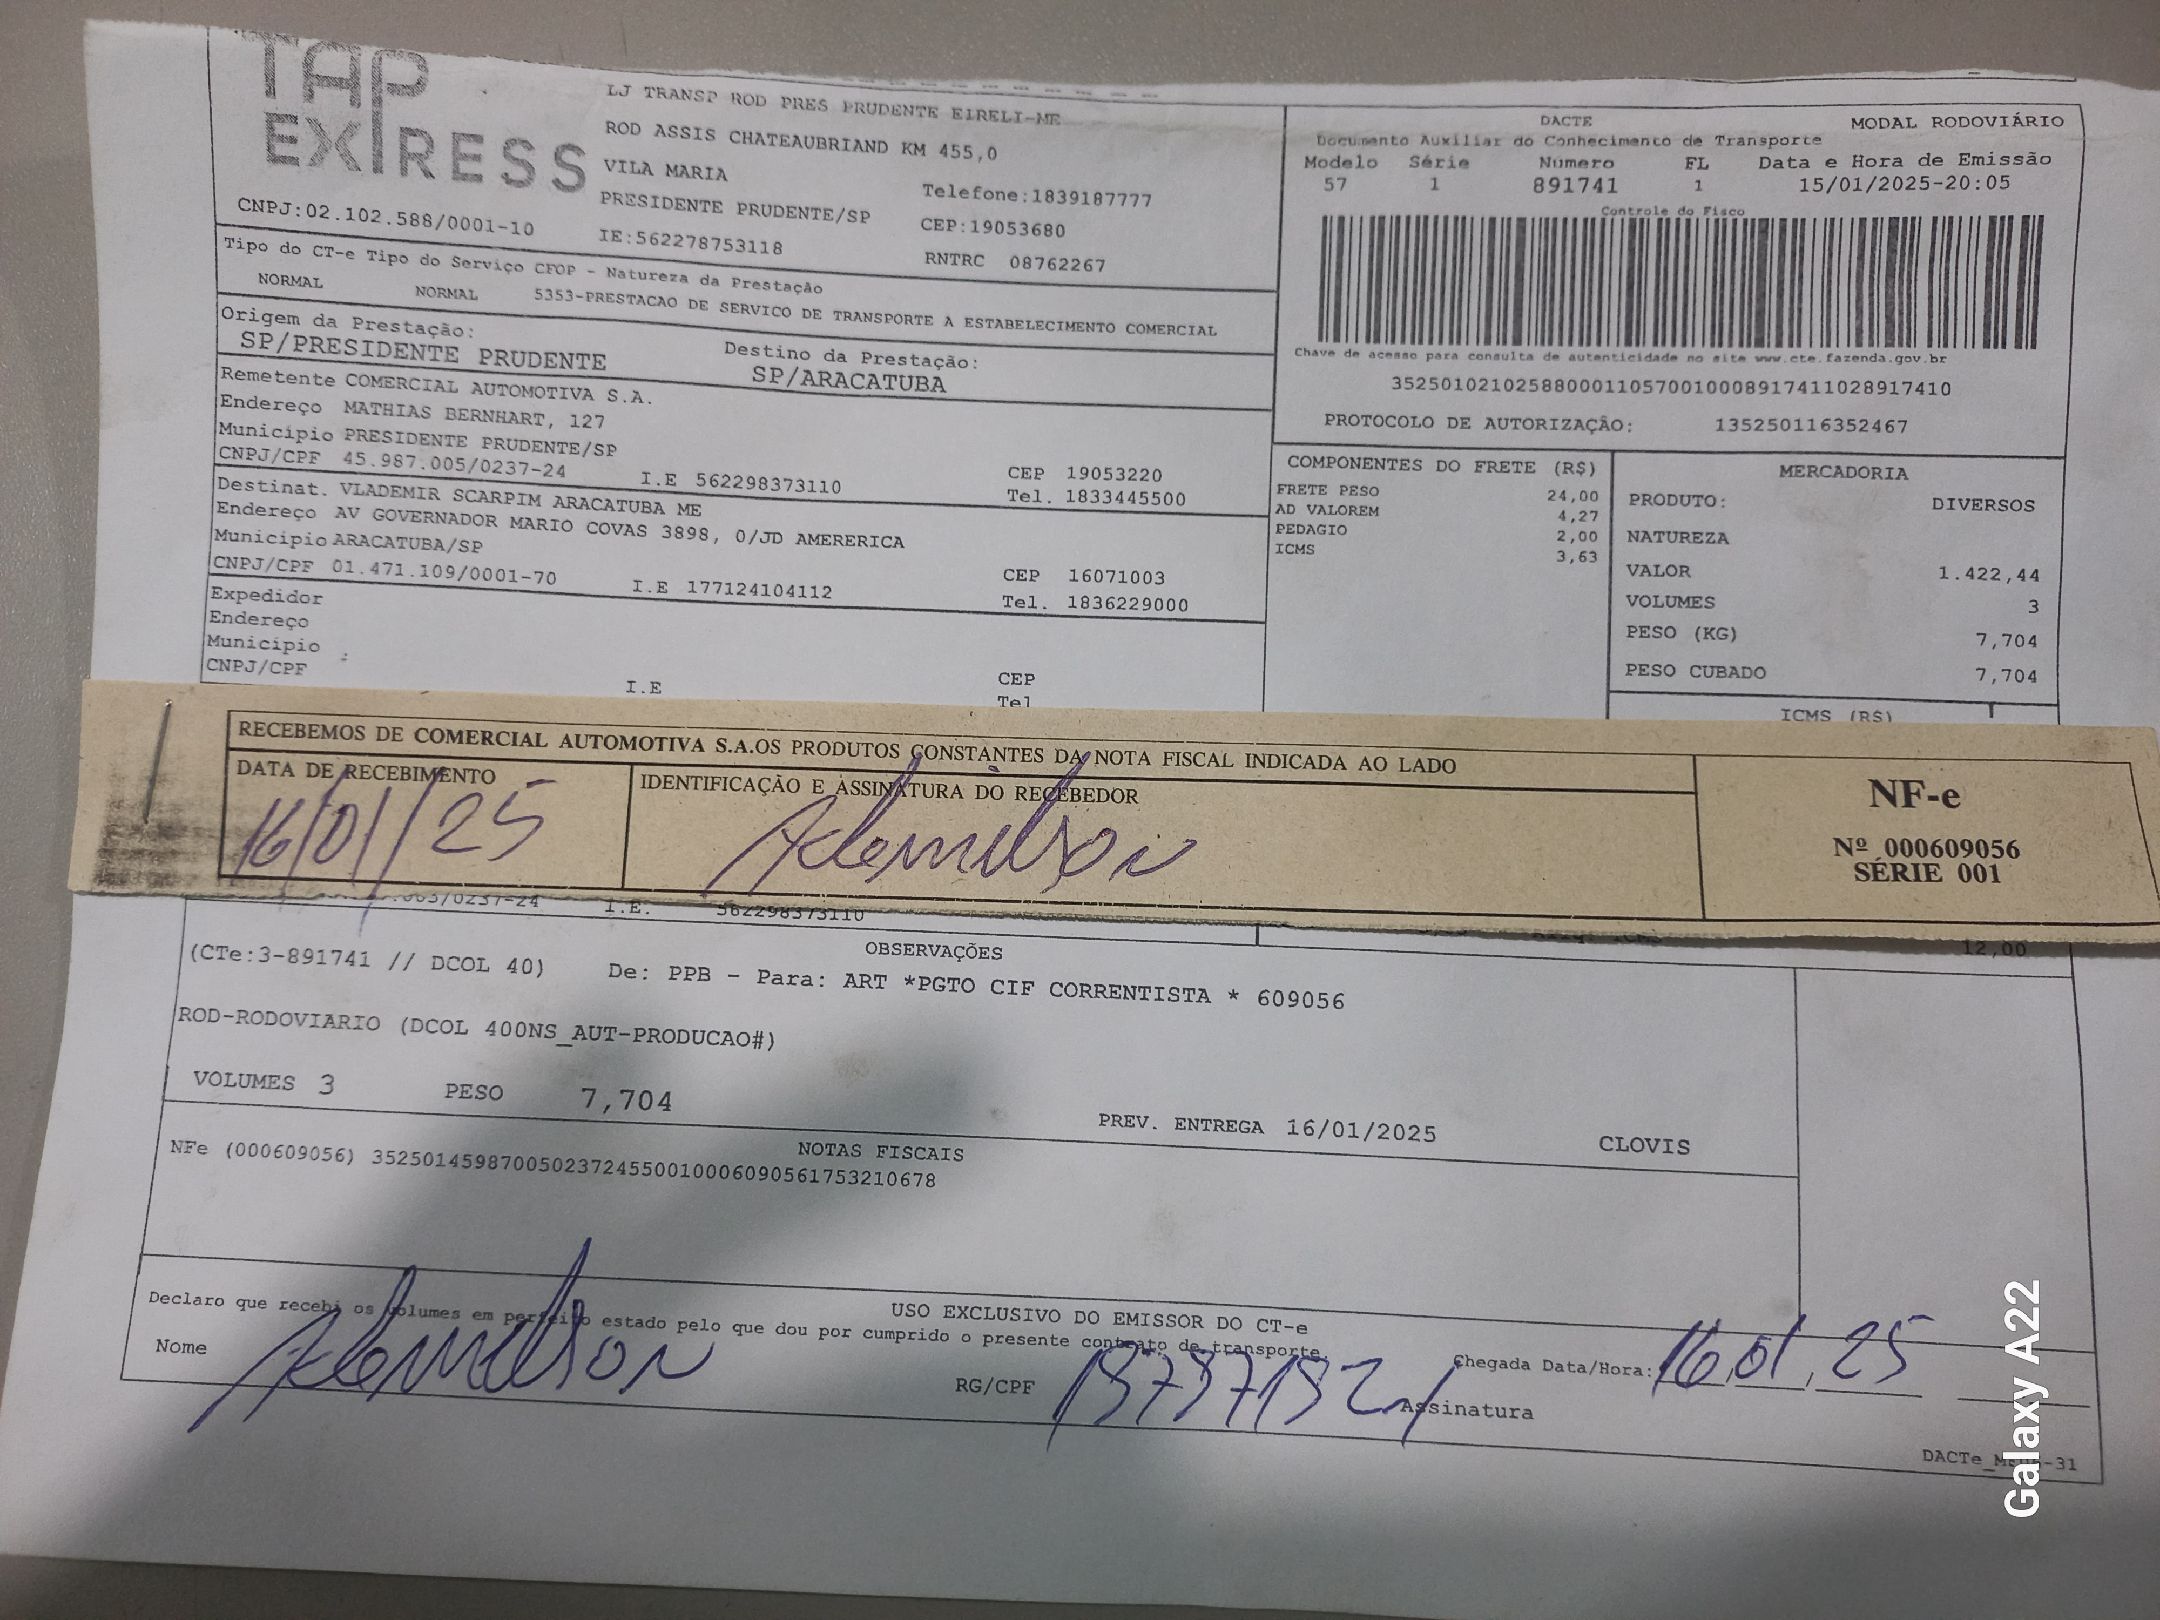 TAP
EXPRESS
CNPJ:02.102.588/0001-10
LJ TRANSP ROD PRES PRUDENTE EIRELI-ME
ROD ASSIS CHATEAUBRIAND KM 455,0
VILA MARIA
Telefone:1839187777
PRESIDENTE PRUDENTE/SP
CEP:19053680
IE:562278753118
RNTRC 08762267
DACTE
MODAL RODOVIÁRIO
Documento Auxiliar do Conhecimento de Transporte
Modelo Série Número FL Data e Hora de Emissão
57 1 891741 1 15/01/2025-20:05
Controle do Fisco
Chave de acesso para consulta de autenticidade no site www.cte.fazenda.gov.br
35250102102588000110570010008917411028917410
PROTOCOLO DE AUTORIZAÇÃO: 135250116352467
Tipo do CT-e Tipo do Serviço CFOP - Natureza da Prestação
NORMAL NORMAL 5353-PRESTACAO DE SERVICO DE TRANSPORTE A ESTABELECIMENTO COMERCIAL
Origem da Prestação:
SP/PRESIDENTE PRUDENTE
Destino da Prestação:
SP/ARACATUBA
Remetente COMERCIAL AUTOMOTIVA S.A.
Endereço MATHIAS BERNHART, 127
Município PRESIDENTE PRUDENTE/SP
CEP 19053220
CNPJ/CPF 45.987.005/0237-24 I.E 562298373110 Tel. 1833445500
Destinat. VLADEMIR SCARPIM ARACATUBA ME
Endereço AV GOVERNADOR MARIO COVAS 3898, 0/JD AMERERICA
Município ARACATUBA/SP
CEP 16071003
CNPJ/CPF 01.471.109/0001-70 I.E 177124104112 Tel. 1836229000
Expedidor
Endereço
Município :
CEP
CNPJ/CPF I.E Tel
COMPONENTES DO FRETE (R$)
FRETE PESO 24,00
AD VALOREM 4,27
PEDAGIO 2,00
ICMS 3,63
MERCADORIA
PRODUTO: DIVERSOS
NATUREZA
VALOR 1.422,44
VOLUMES 3
PESO (KG) 7,704
PESO CUBADO 7,704
ICMS (R$)
RECEBEMOS DE COMERCIAL AUTOMOTIVA S.A.OS PRODUTOS CONSTANTES DA NOTA FISCAL INDICADA AO LADO
DATA DE RECEBIMENTO
16/01/25
IDENTIFICAÇÃO E ASSINATURA DO RECEBEDOR
Ademilson
NF-e
Nº 000609056
SÉRIE 001
/0237-24 I.E. 562298373110
12,00
OBSERVAÇÕES
(CTe:3-891741 // DCOL 40) De: PPB - Para: ART *PGTO CIF CORRENTISTA * 609056
ROD-RODOVIARIO (DCOL 400NS_AUT-PRODUCAO#)
VOLUMES 3 PESO 7,704
PREV. ENTREGA 16/01/2025 CLOVIS
NOTAS FISCAIS
NFe (000609056) 35250145987005023724550010006090561753210678
USO EXCLUSIVO DO EMISSOR DO CT-e
Declaro que recebi os volumes em perfeito estado pelo que dou por cumprido o presente contrato de transporte
Nome Ademilson
RG/CPF
Chegada Data/Hora: 16,01,25
Assinatura
Galaxy A22